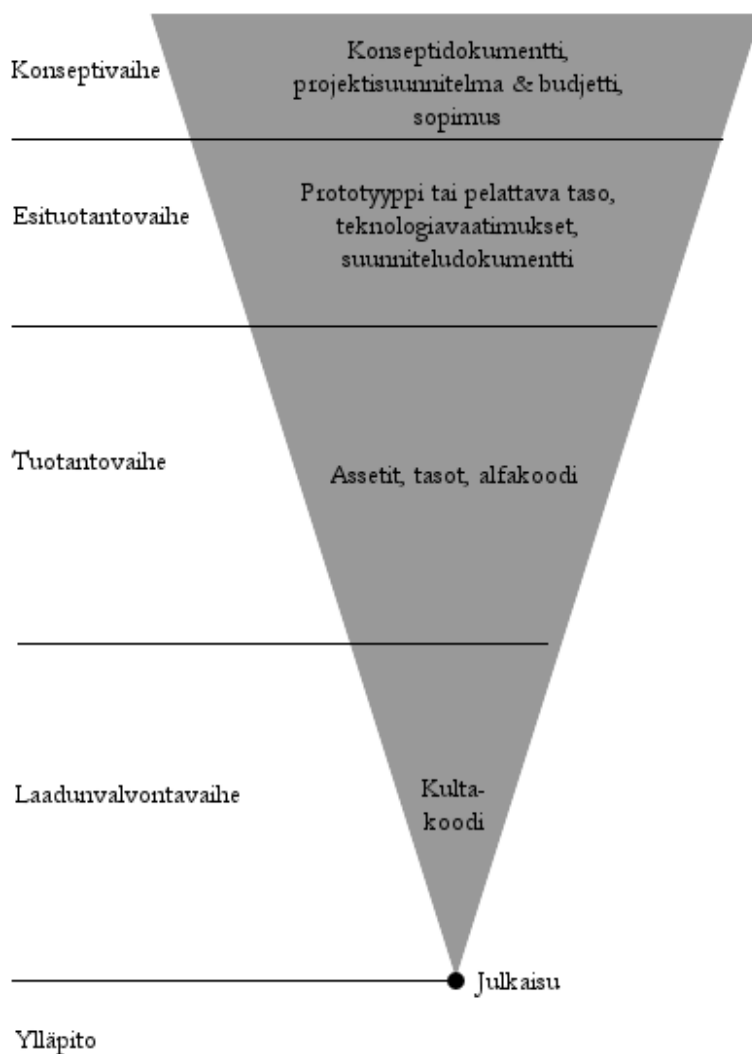 Konseptivaihe
Konseptidokumentti,
projektisuunnitelma & budjetti,
sopimus
Esituotantovaihe
Prototyyppi tai pelattava taso,
teknologiavaatimukset,
suunniteludokumentti
Tuotantovaihe
Assetit, tasot, alfakoodi
Laadunvalvontavaihe
Kulta-
koodi
Julkaisu
Ylläpito